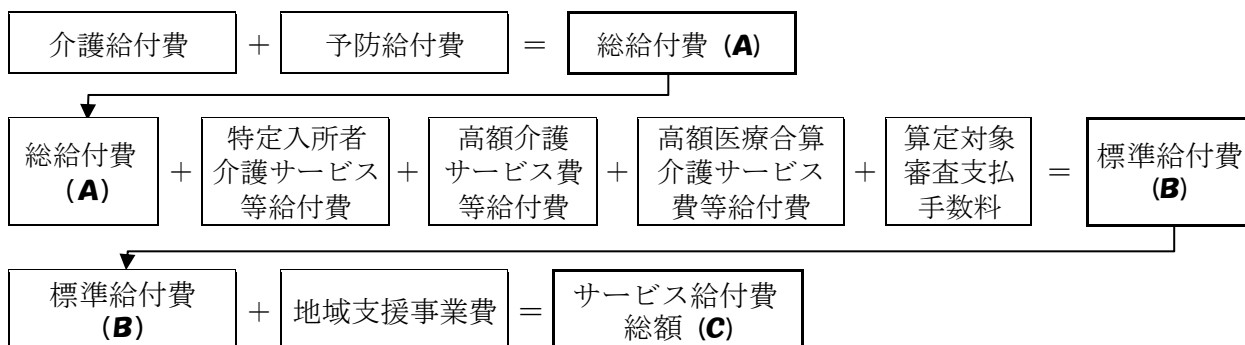 介護給付費 + 予防給付費 = 総給付費 (A)
総給付費
(A)
+
特定入所者
介護サービス
等給付費
+
高額介護
サービス費
等給付費
+
高額医療合算
介護サービス
費等給付費
+
算定対象
審査支払
手数料
=
標準給付費
(B)
標準給付費
(B)
+
地域支援事業費
=
サービス給付費
総額 (C)